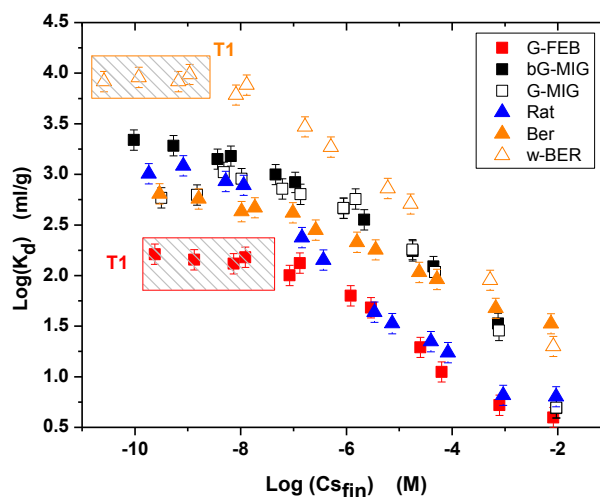 4.5
4.0
3.5
3.0
2.5
2.0
1.5
1.0
0.5
Log(Kd) (ml/g)
T1
T1
G-FEB
bG-MIG
G-MIG
Rat
Ber
w-BER
-10 -8 -6 -4 -2
Log (Csfin) (M)